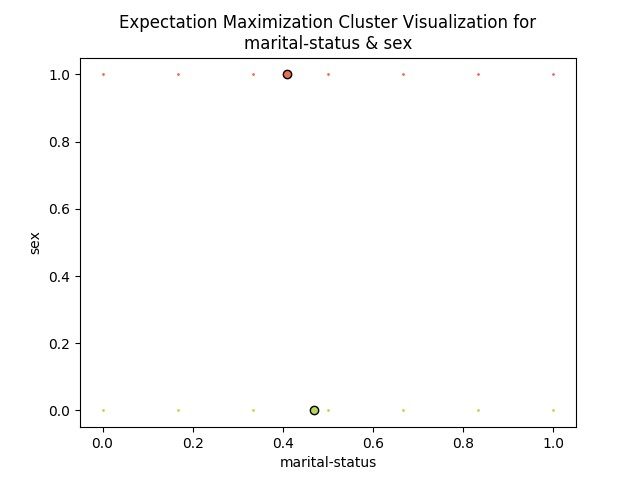 Expectation Maximization Cluster Visualization for
marital-status & sex
1.0
0.8
0.6
0.4
0.2
0.0
sex
0.0 0.2 0.4 0.6 0.8 1.0
marital-status